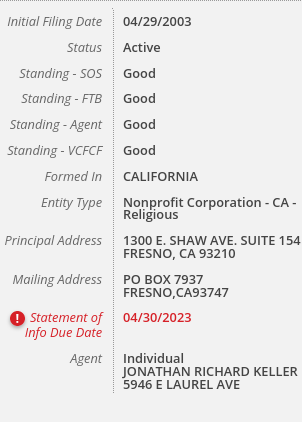 Initial Filing Date 04/29/2003
Status Active
Standing - SOS Good
Standing - FTB Good
Standing - Agent Good
Standing - VCFCF Good
Formed In CALIFORNIA
Entity Type Nonprofit Corporation - CA -
Religious
Principal Address 1300 E. SHAW AVE. SUITE 154
FRESNO, CA 93210
Mailing Address PO BOX 7937
FRESNO,CA93747
! Statement of 04/30/2023
Info Due Date
Agent Individual
JONATHAN RICHARD KELLER
5946 E LAUREL AVE